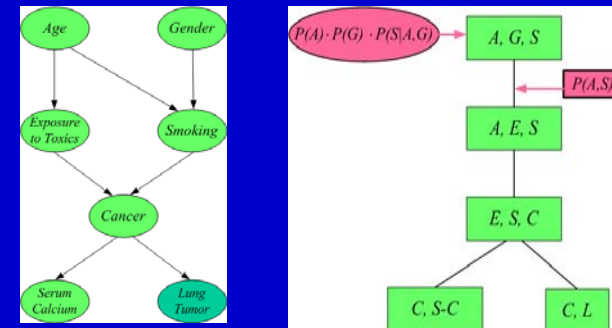 Age
Gender
Exposure
to Toxics
Smoking
Cancer
Serum
Calcium
Lung
Tumor
P(A)·P(G) ·P(S|A,G)
A, G, S
P(A,S)
A, E, S
E, S, C
C, S-C
C, L